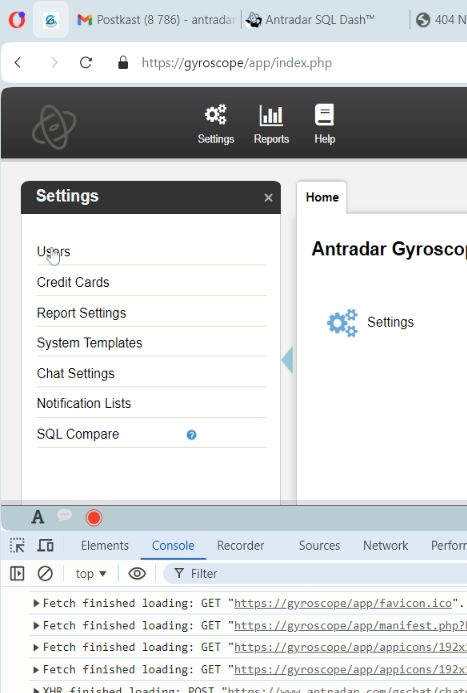 Postkast (8 786) - antradar
Antradar SQL Dash™
404 N
https://gyroscope/app/index.php
Settings
Reports
Help
Settings
×
Home
Users
Credit Cards
Report Settings
System Templates
Chat Settings
Notification Lists
SQL Compare
?
Antradar Gyroscop
Settings
A
Elements
Console
Recorder
Sources
Network
Perforr
top ▼
Filter
▶Fetch finished loading: GET "https://gyroscope/app/favicon.ico".
▶Fetch finished loading: GET "https://gyroscope/app/manifest.php?
▶Fetch finished loading: GET "https://gyroscope/app/appicons/192x
▶Fetch finished loading: GET "https://gyroscope/app/appicons/192x
▶XHR finished loading: POST "https://www.antradar.com/gschat/chat